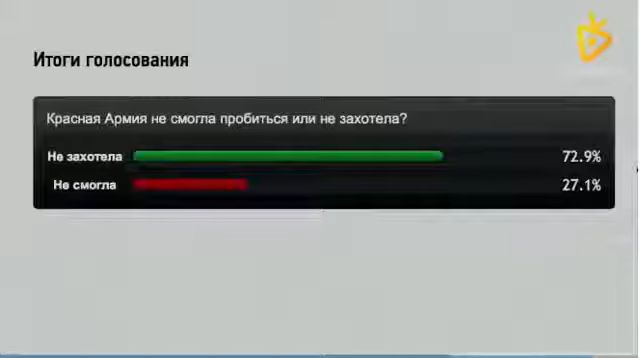 Итоги голосования
Красная Армия не смогла пробиться или не захотела?
Не захотела 72.9%
Не смогла 27.1%